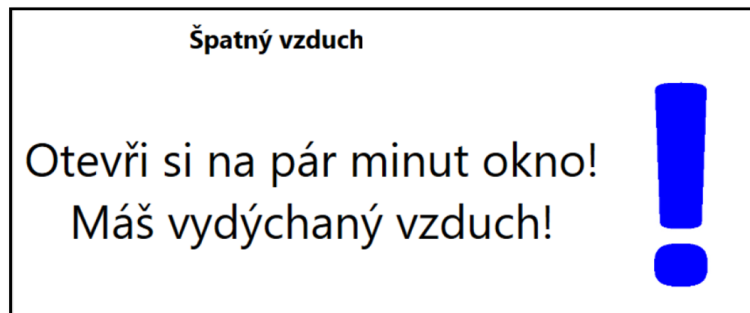 Špatný vzduch
Otevři si na pár minut okno!
Máš vydýchaný vzduch!